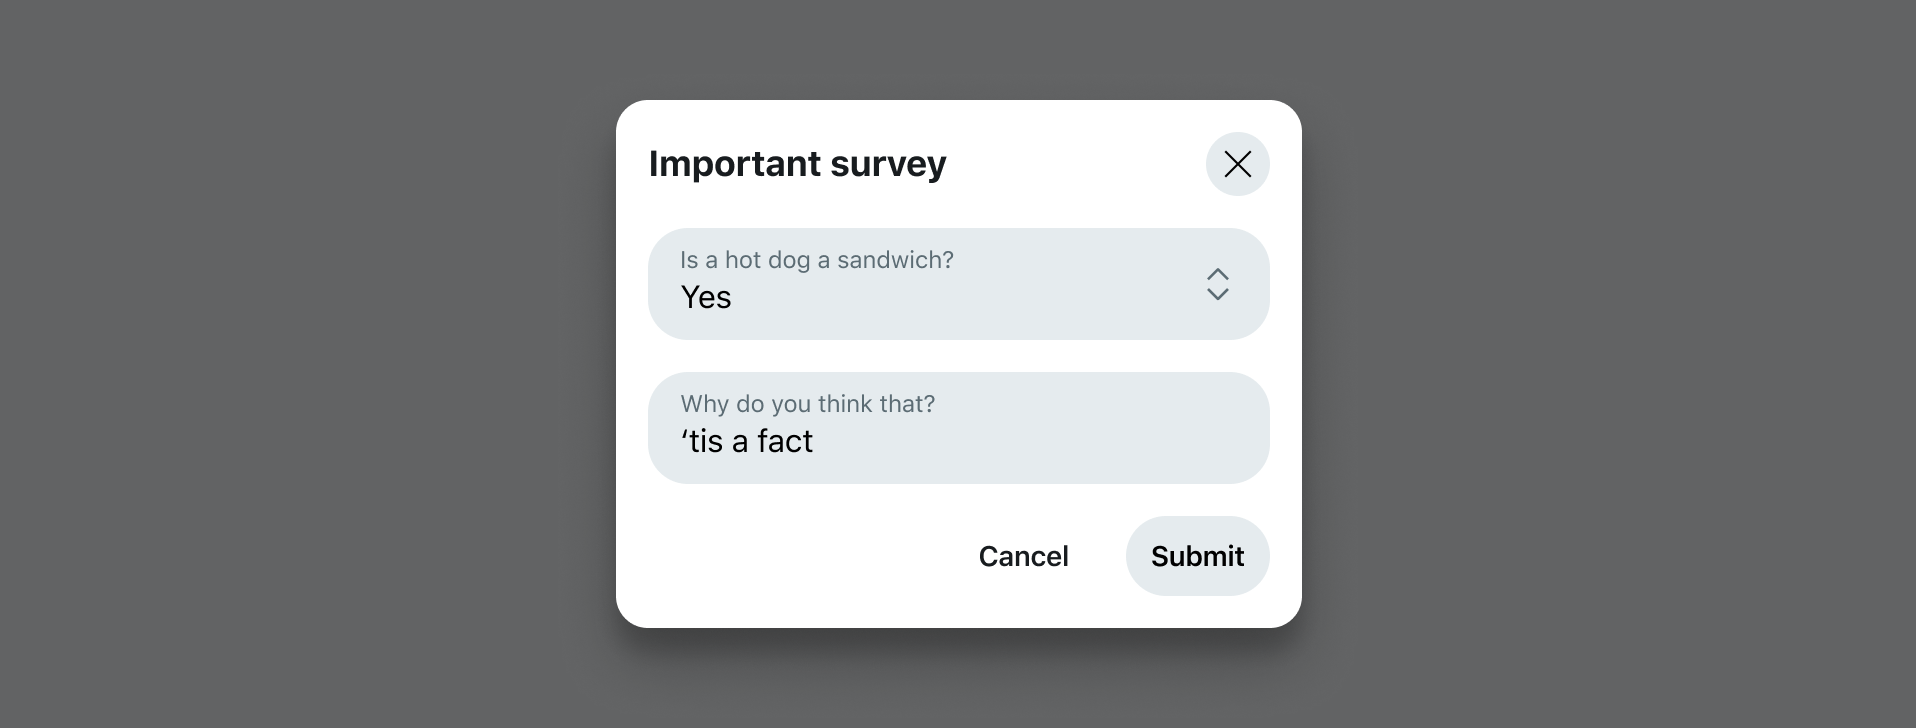 Important survey
Is a hot dog a sandwich?
Yes
Why do you think that?
‘tis a fact
Cancel
Submit